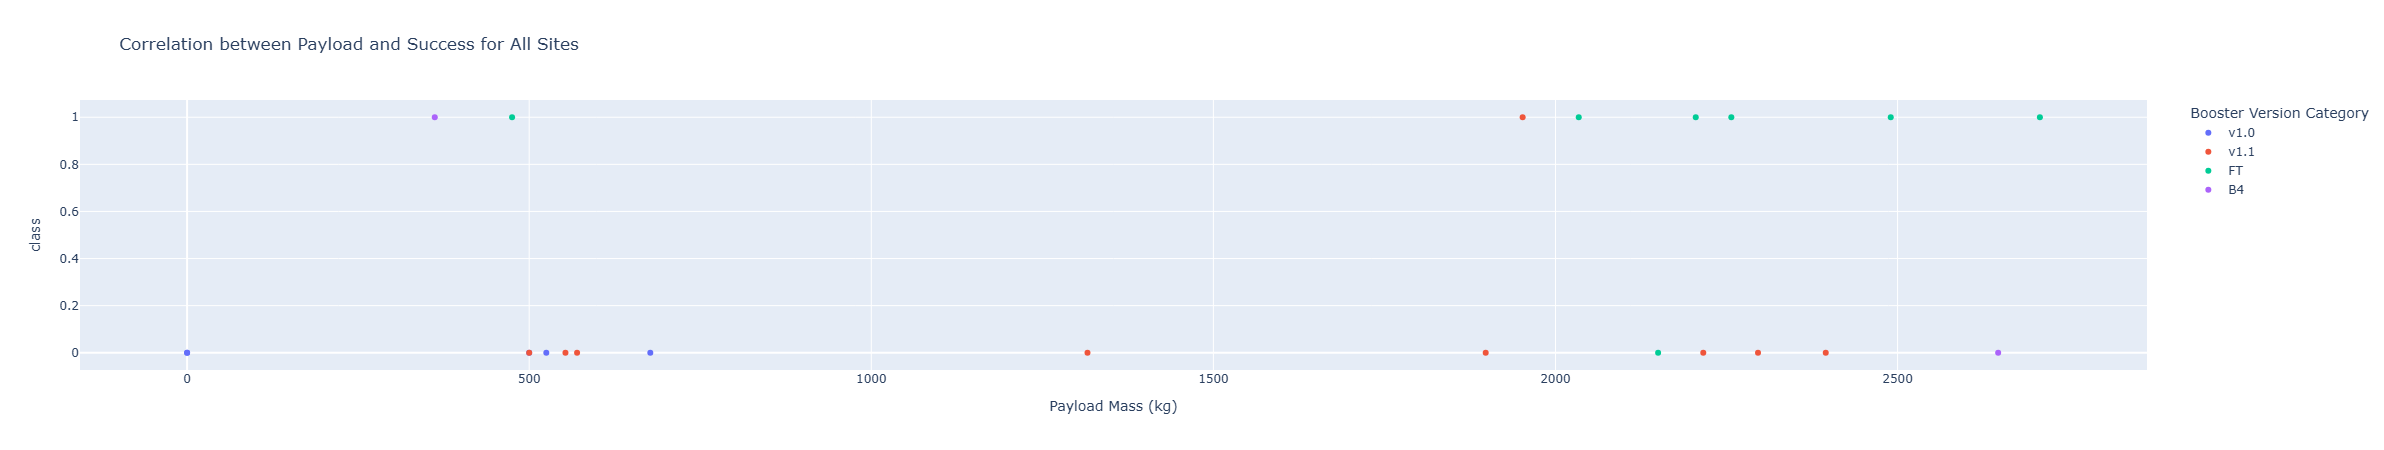 Correlation between Payload and Success for All Sites
1
0.8
0.6
0.4
0.2
0
class
0 500 1000 1500 2000 2500
Payload Mass (kg)
Booster Version Category
v1.0
v1.1
FT
B4